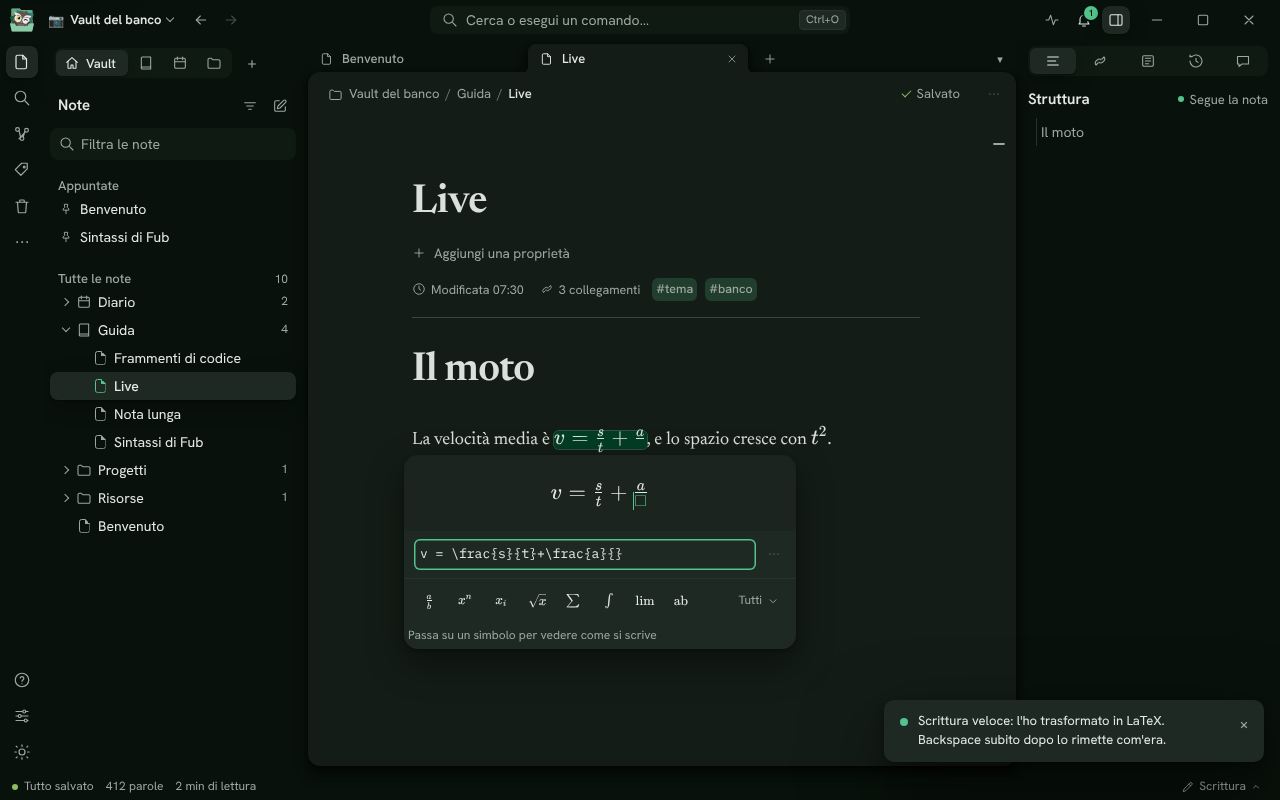 Vault del banco
Cerca o esegui un comando…
Ctrl+O
1
Vault
Benvenuto
Live
Note
Filtra le note
Appuntate
Benvenuto
Sintassi di Fub
Tutte le note 10
Diario 2
Guida 4
Frammenti di codice
Live
Nota lunga
Sintassi di Fub
Progetti 1
Risorse 1
Benvenuto
Vault del banco / Guida / Live
Salvato
Live
Aggiungi una proprietà
Modificata 07:30 3 collegamenti #tema #banco
Il moto
La velocità media è v = s/t + a, e lo spazio cresce con t².
v = s/t + a/□
v = \frac{s}{t}+\frac{a}{}
a/b xⁿ xᵢ √x ∑ ∫ lim ab Tutti
Passa su un simbolo per vedere come si scrive
Struttura Segue la nota
Il moto
Scrittura veloce: l'ho trasformato in LaTeX.
Backspace subito dopo lo rimette com'era.
Tutto salvato 412 parole 2 min di lettura
Scrittura